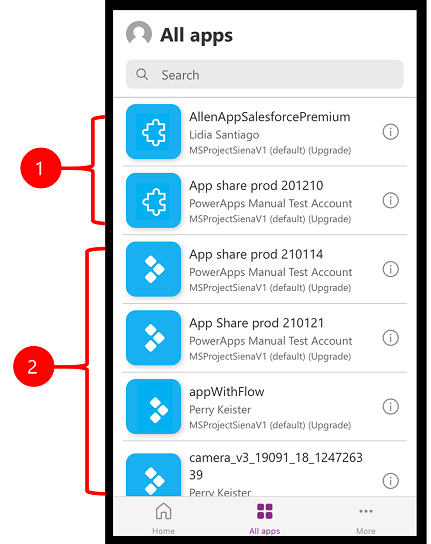 All apps
Search
AllenAppSalesforcePremium
Lidia Santiago
MSProjectSienaV1 (default) (Upgrade)
1
App share prod 201210
PowerApps Manual Test Account
MSProjectSienaV1 (default) (Upgrade)
App share prod 210114
PowerApps Manual Test Account
MSProjectSienaV1 (default) (Upgrade)
App Share prod 210121
PowerApps Manual Test Account
MSProjectSienaV1 (default) (Upgrade)
2
appWithFlow
Perry Keister
MSProjectSienaV1 (default) (Upgrade)
camera_v3_19091_18_1247263
39
Perry Keister
Home
All apps
More